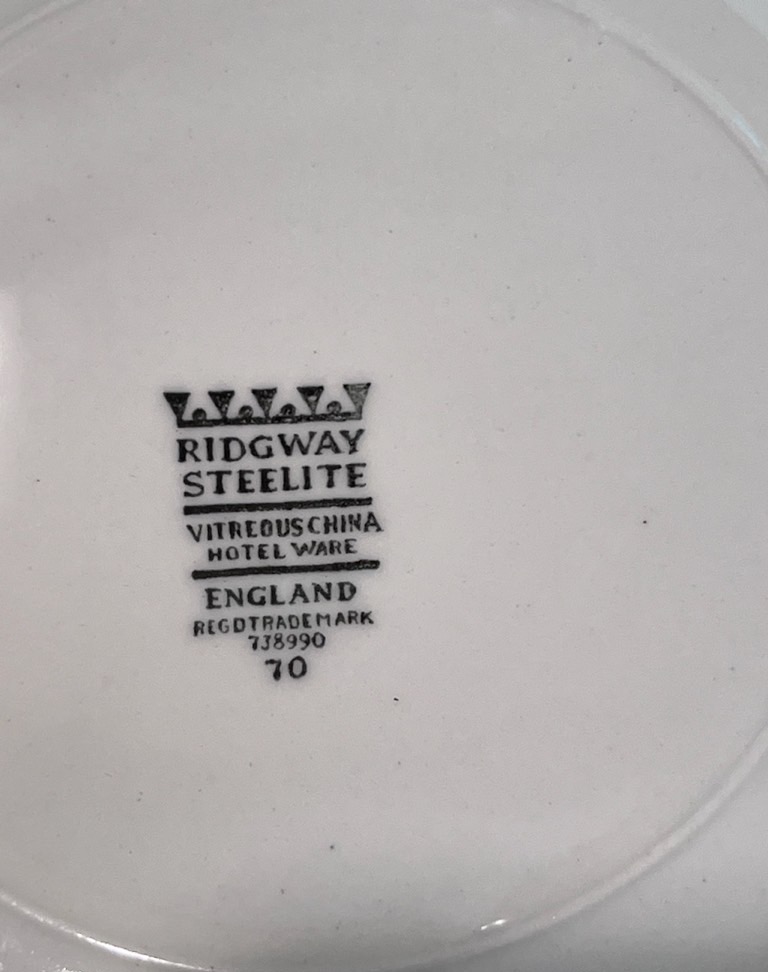 RIDGWAY
STEELITE
VITREOUS CHINA
HOTEL WARE
ENGLAND
REGD TRADE MARK
738990
70